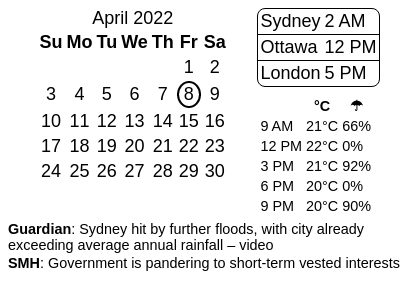 April 2022
Su Mo Tu We Th Fr Sa
1 2
3 4 5 6 7 8 9
10 11 12 13 14 15 16
17 18 19 20 21 22 23
24 25 26 27 28 29 30
Sydney 2 AM
Ottawa 12 PM
London 5 PM
°C ☂
9 AM 21°C 66%
12 PM 22°C 0%
3 PM 21°C 92%
6 PM 20°C 0%
9 PM 20°C 90%
Guardian: Sydney hit by further floods, with city already
exceeding average annual rainfall – video
SMH: Government is pandering to short-term vested interests